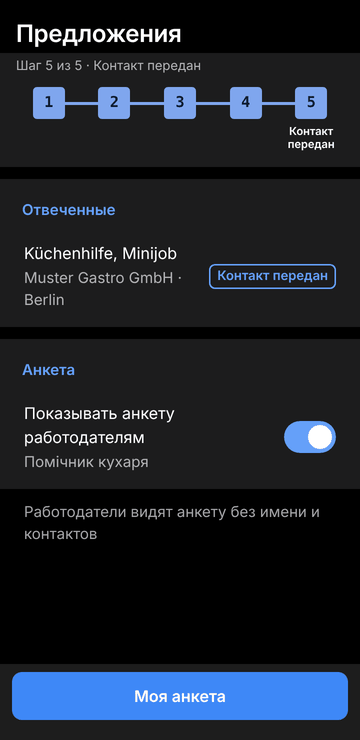 Предложения
Шаг 5 из 5 · Контакт передан
1 2 3 4 5
Контакт
передан
Отвеченные
Küchenhilfe, Minijob
Muster Gastro GmbH ·
Berlin
Контакт передан
Анкета
Показывать анкету
работодателям
Помічник кухаря
Работодатели видят анкету без имени и
контактов
Моя анкета